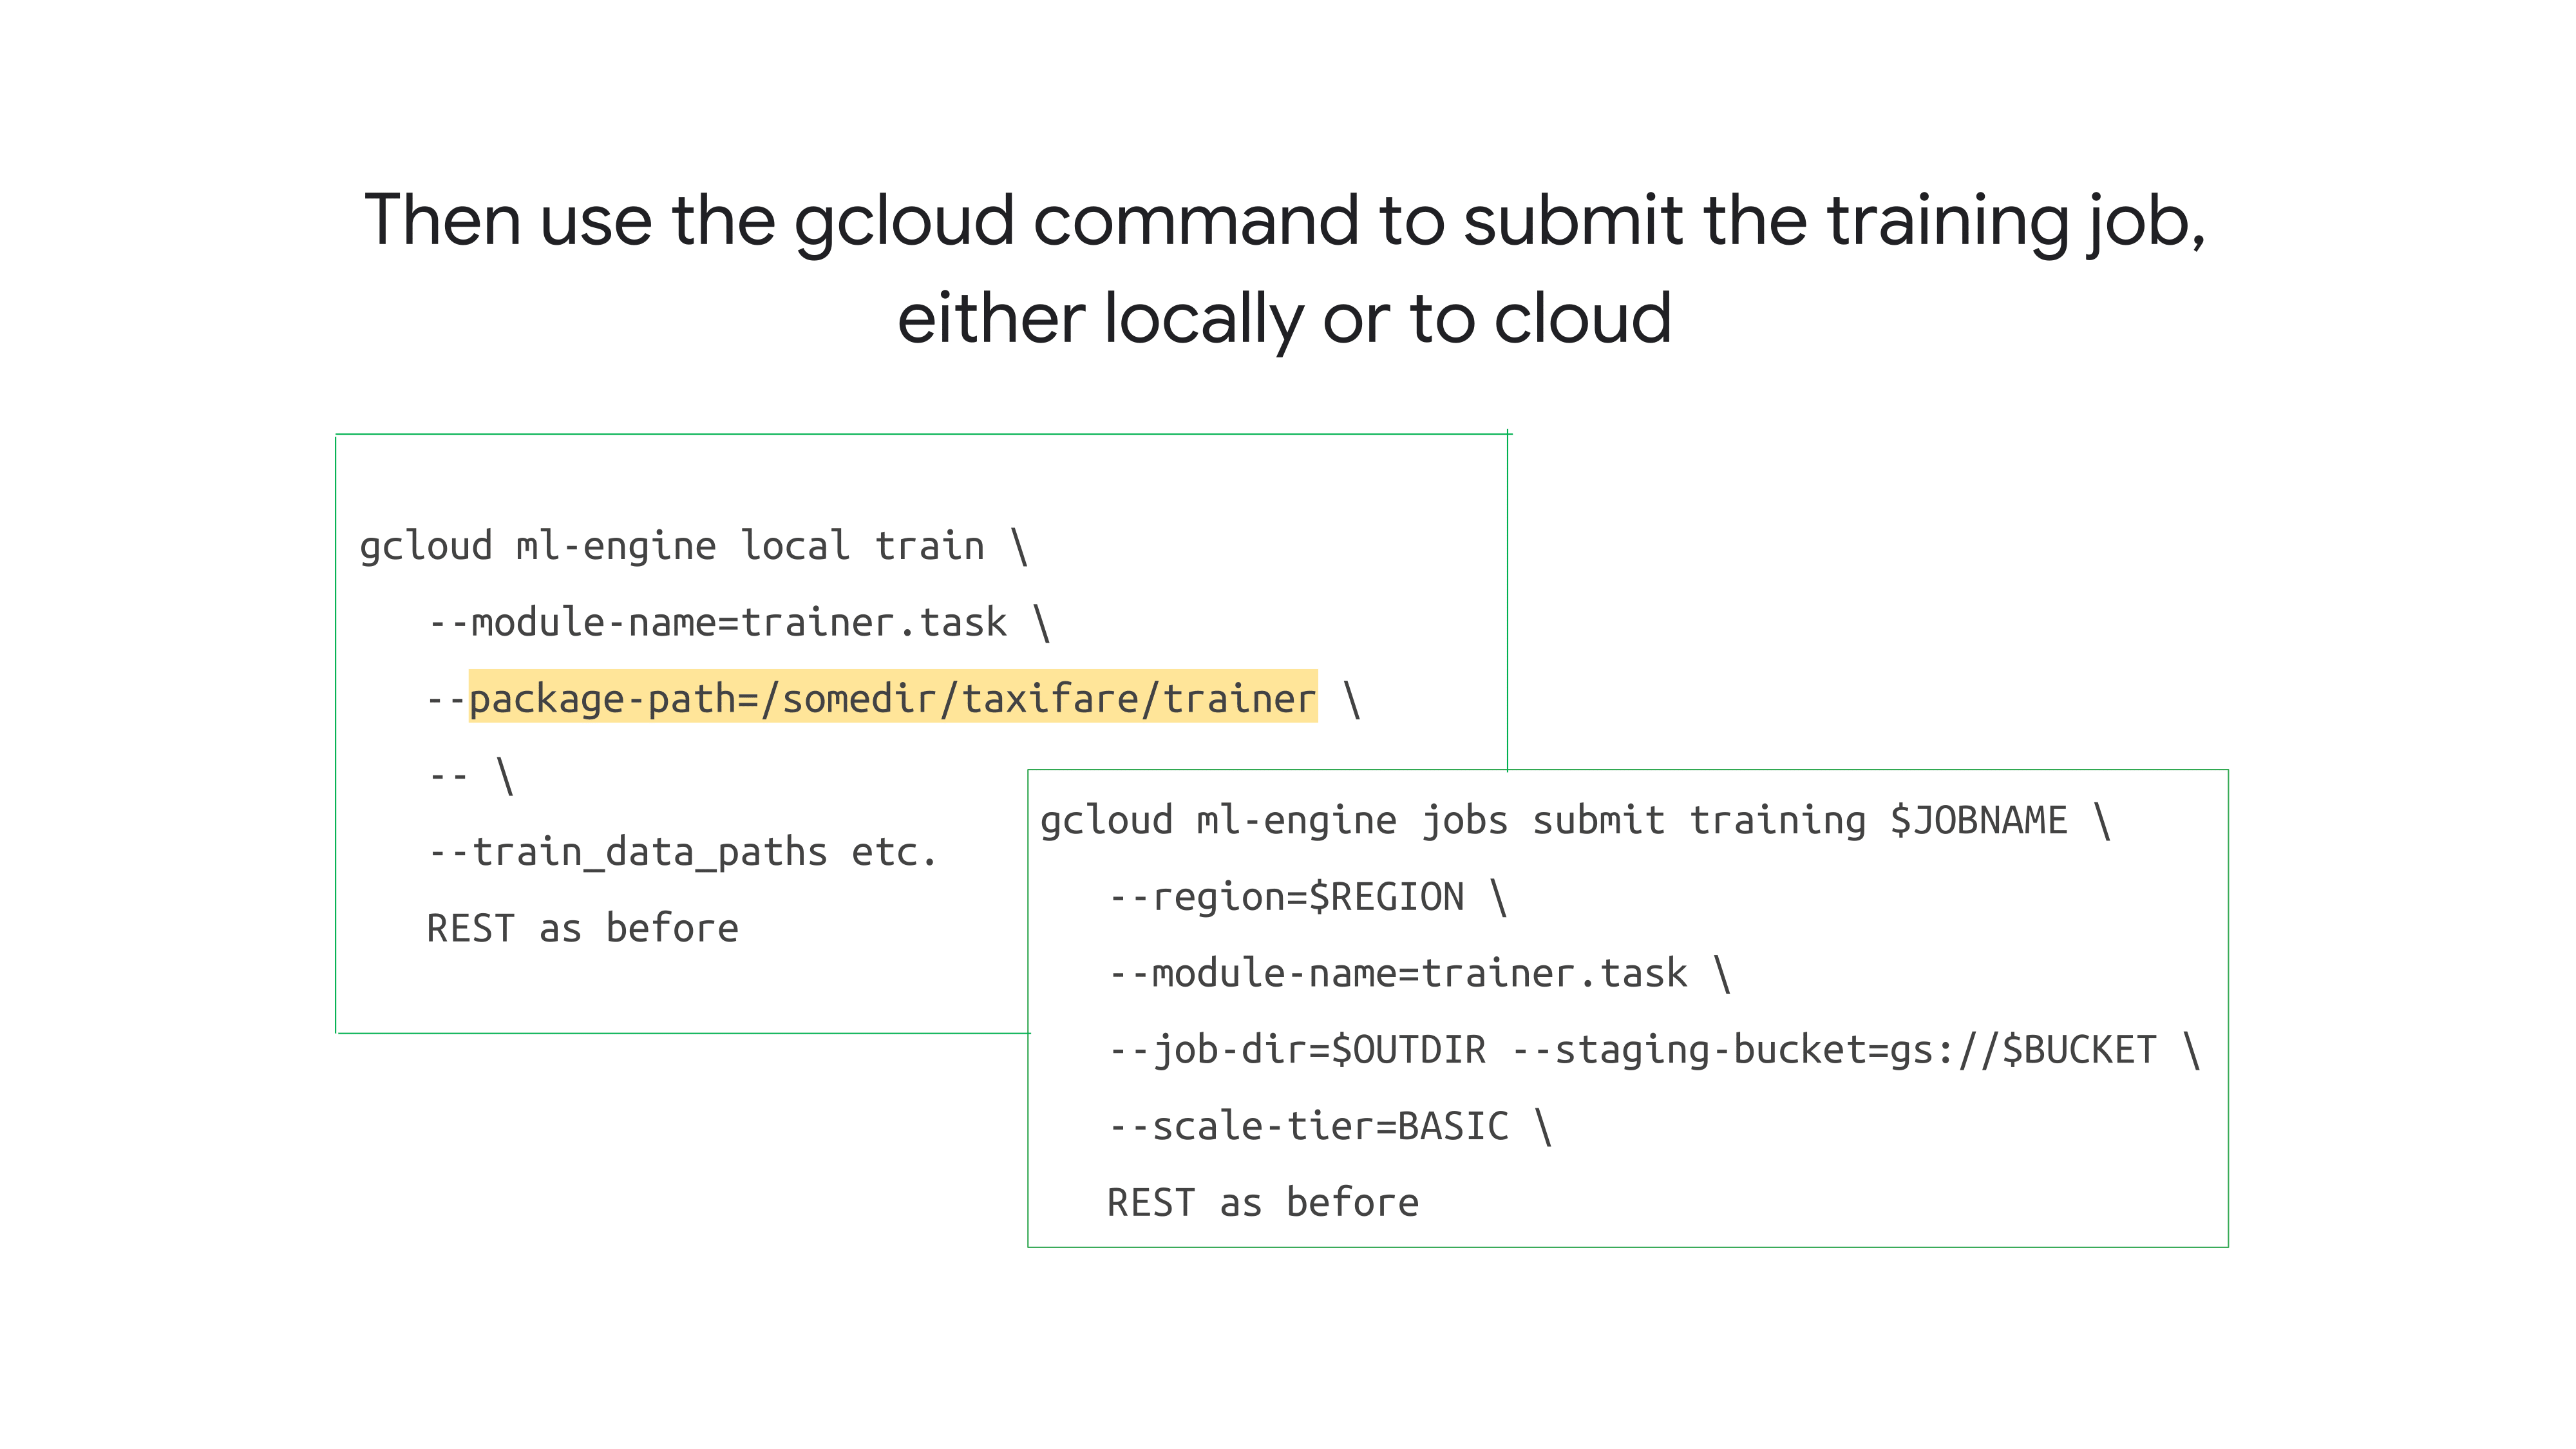 Then use the gcloud command to submit the training job,
either locally or to cloud
gcloud ml-engine local train \
--module-name=trainer.task \
--package-path=/somedir/taxifare/trainer \
-- \
--train_data_paths etc.
REST as before
gcloud ml-engine jobs submit training $JOBNAME \
--region=$REGION \
--module-name=trainer.task \
--job-dir=$OUTDIR --staging-bucket=gs://$BUCKET \
--scale-tier=BASIC \
REST as before